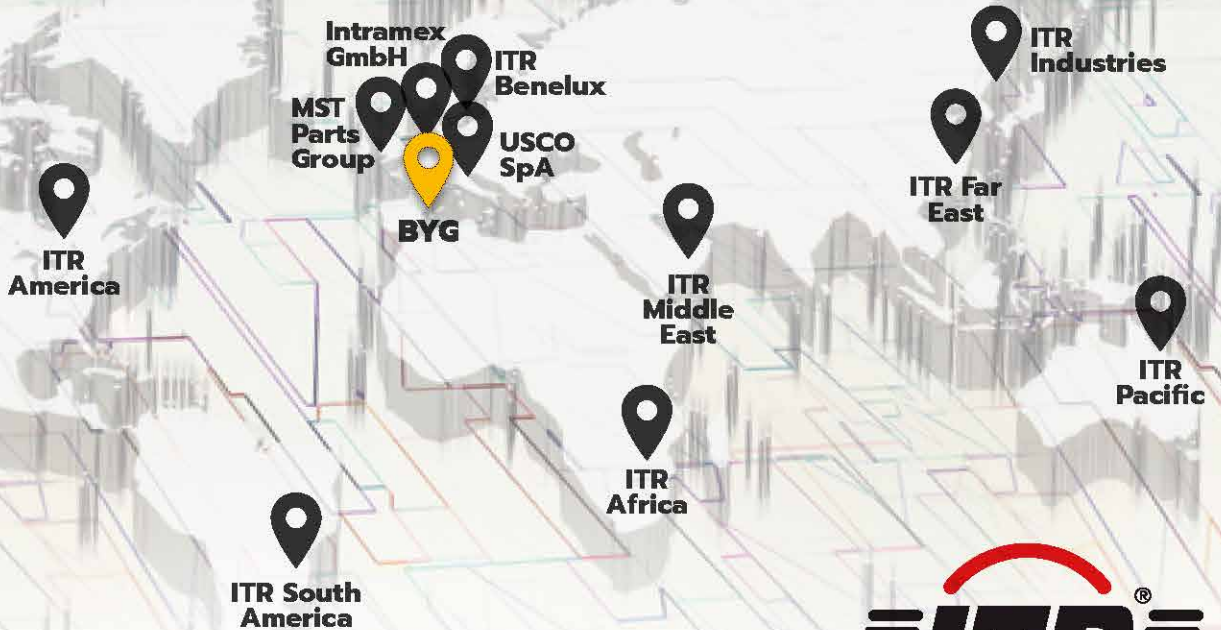 Intramex
GmbH
ITR
Benelux
MST
Parts
Group
USCO
SpA
BYG
ITR
Industries
ITR Far
East
ITR
America
ITR
Middle
East
ITR
Pacific
ITR
Africa
ITR South
America
ITR®